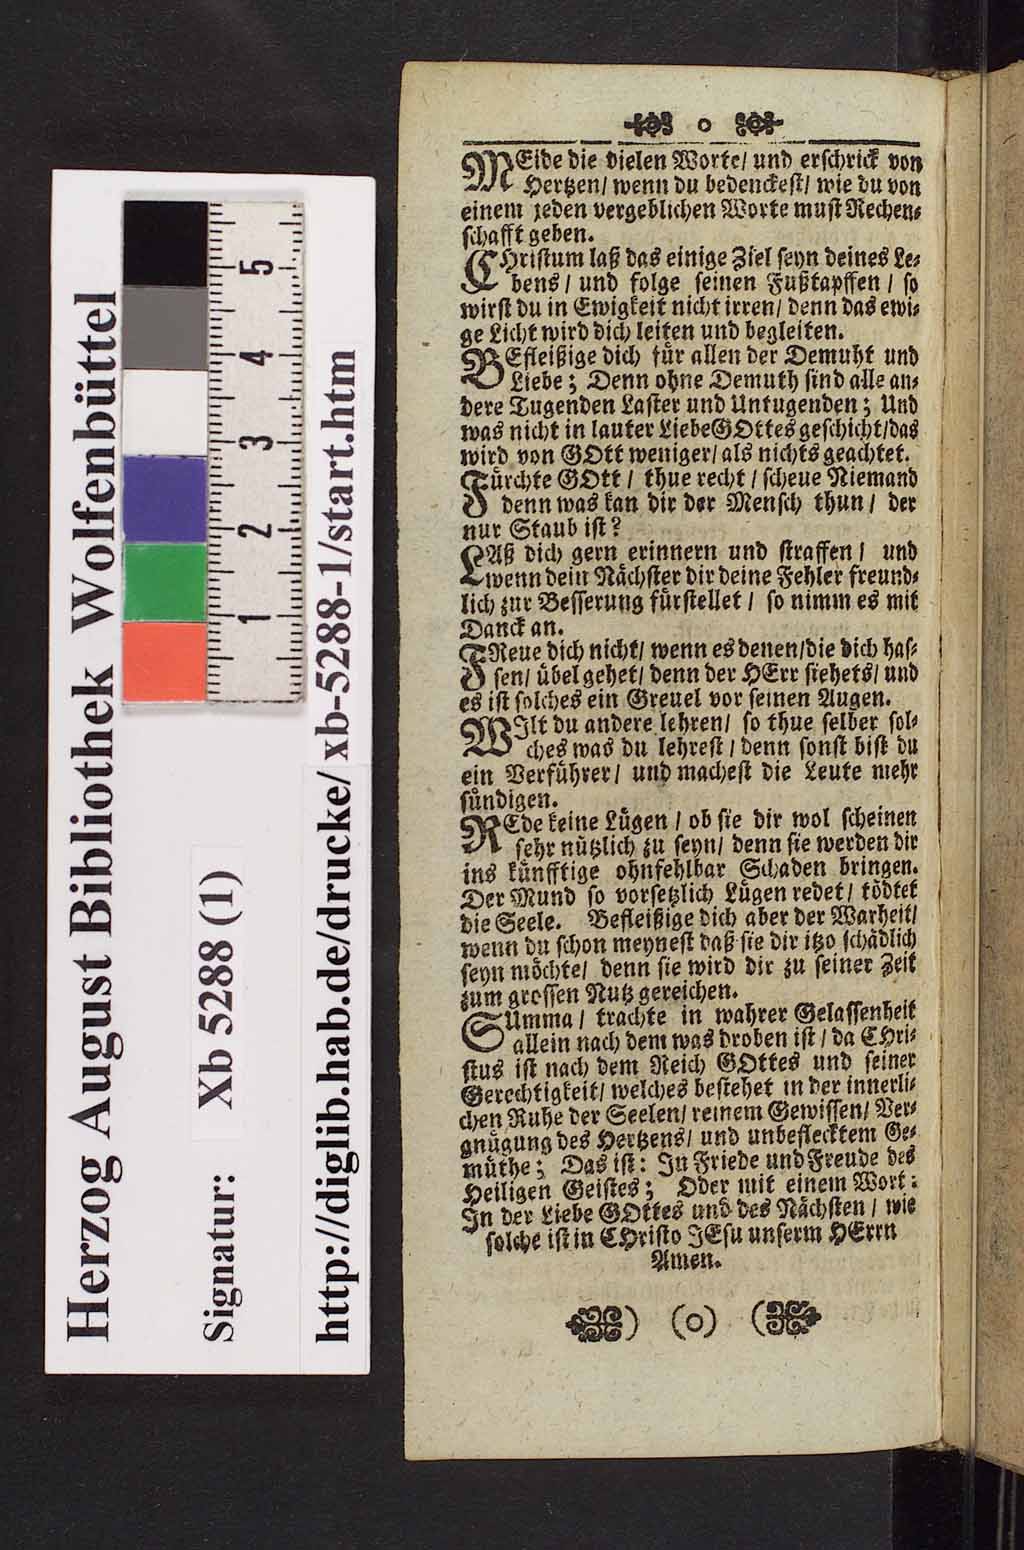 Herzog August Bibliothek Wolfenbüttel
Signatur: Xb 5288 (1)
http://diglib.hab.de/drucke/xb-5288-1/start.htm
5
4
3
2
1
o
MEide die vielen Worte/ und erschrick von
Hertzen/ wenn du bedenckest/ wie du von
einem jeden vergeblichen Worte must Rechen-
schafft geben.
CHristum laß das einige Ziel seyn deines Le-
bens / und folge seinen Fußtapffen / so
wirst du in Ewigkeit nicht irren/ denn das ewi-
ge Licht wird dich leiten und begleiten.
BEfleißige dich für allen der Demuht und
Liebe; Denn ohne Demuth sind alle an-
dere Tugenden Laster und Untugenden; Und
was nicht in lauter LiebeGOttes geschicht/das
wird von GOtt weniger/ als nichts geachtet.
Fürchte GOtt / thue recht / scheue Niemand
denn was kan dir der Mensch thun / der
nur Staub ist?
LAß dich gern erinnern und straffen / und
wenn dein Nächster dir deine Fehler freund-
lich zur Besserung fürstellet / so nimm es mit
Danck an.
FReue dich nicht/ wenn es denen/die dich has-
sen/ übel gehet/ denn der HErr siehets/ und
es ist solches ein Greuel vor seinen Augen.
WIlt du andere lehren/ so thue selber sol-
ches was du lehrest / denn sonst bist du
ein Verführer/ und machest die Leute mehr
sündigen.
REde keine Lügen / ob sie dir wol scheinen
sehr nützlich zu seyn/ denn sie werden dir
ins künfftige ohnfehlbar Schaden bringen.
Der Mund so vorsetzlich Lügen redet/ tödtet
die Seele. Befleißige dich aber der Warheit/
wenn du schon meynest daß sie dir itzo schädlich
seyn möchte/ denn sie wird dir zu seiner Zeit
zum grossen Nutz gereichen.
SUmma / trachte in wahrer Gelassenheit
allein nach dem was droben ist / da CHri-
stus ist nach dem Reich GOttes und seiner
Gerechtigkeit/ welches bestehet in der innerli-
chen Ruhe der Seelen/ reinem Gewissen/ Ver-
gnügung des Hertzens/ und unbeflecktem Ge-
müthe; Das ist: In Friede und Freude des
Heiligen Geistes; Oder mit einem Wort:
In der Liebe GOttes und des Nächsten / wie
solche ist in CHristo JEsu unserm HErrn
Amen.
) (o) (